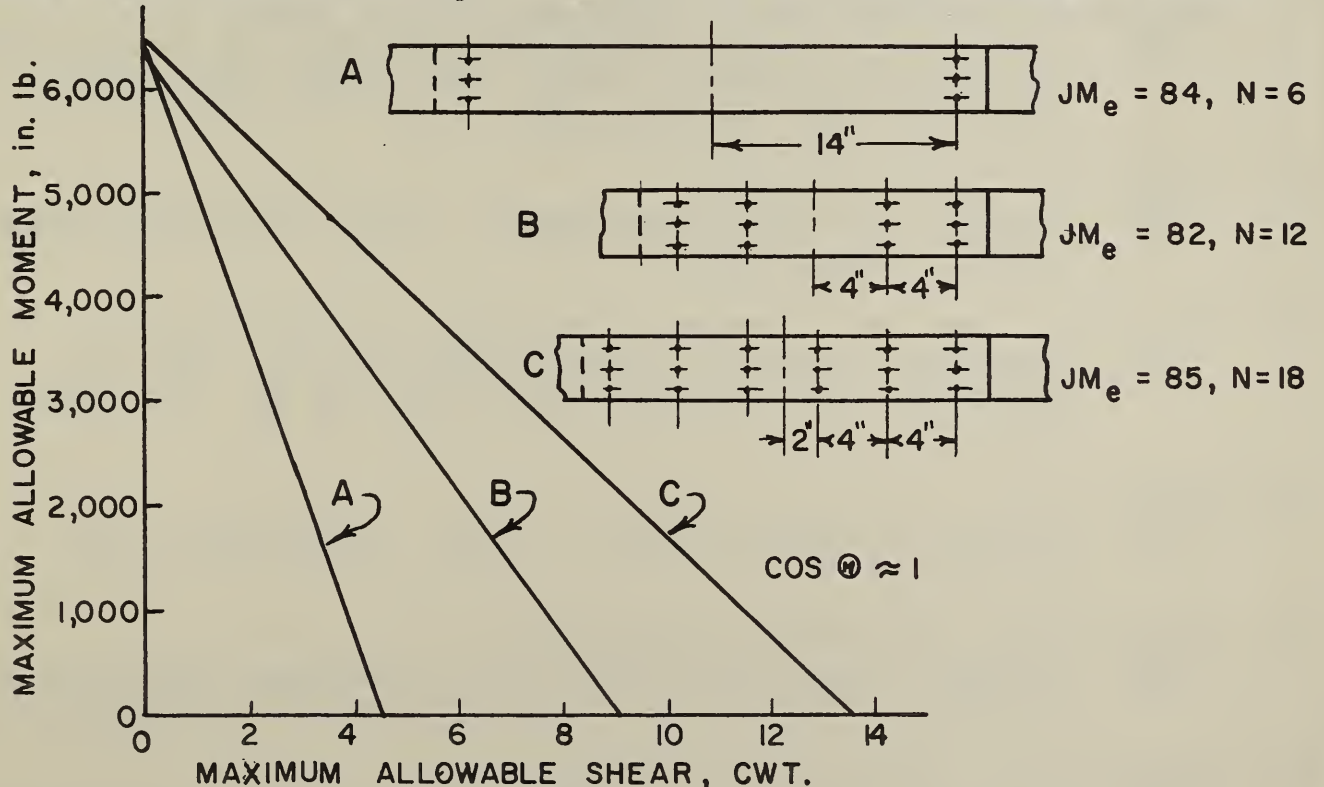 MAXIMUM ALLOWABLE MOMENT, in. lb.
6,000
5,000
4,000
3,000
2,000
1,000
0
0 2 4 6 8 10 12 14
MAXIMUM ALLOWABLE SHEAR, CWT.
A
14"
JMe = 84, N=6
B
4" 4"
JMe = 82, N=12
C
2" 4" 4"
JMe = 85, N=18
A
B
C
COS Ⓜ ≈ 1